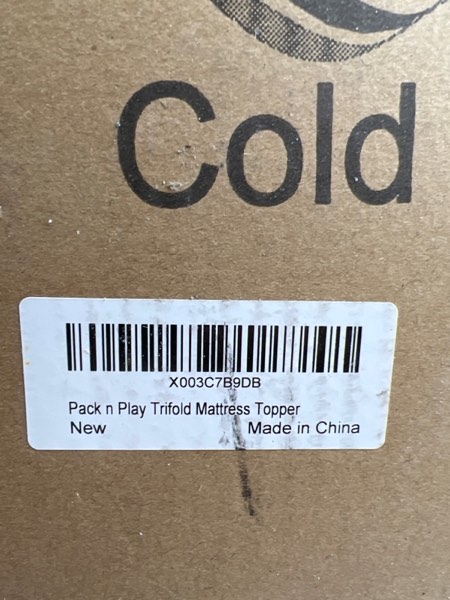 Cold
X003C7B9DB
Pack n Play Trifold Mattress Topper
New
Made in China